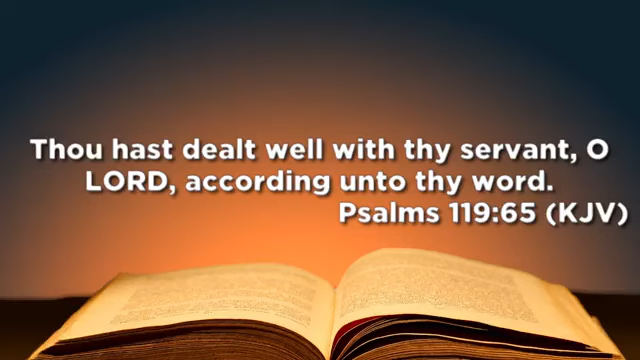 Thou hast dealt well with thy servant, O
LORD, according unto thy word.
Psalms 119:65 (KJV)